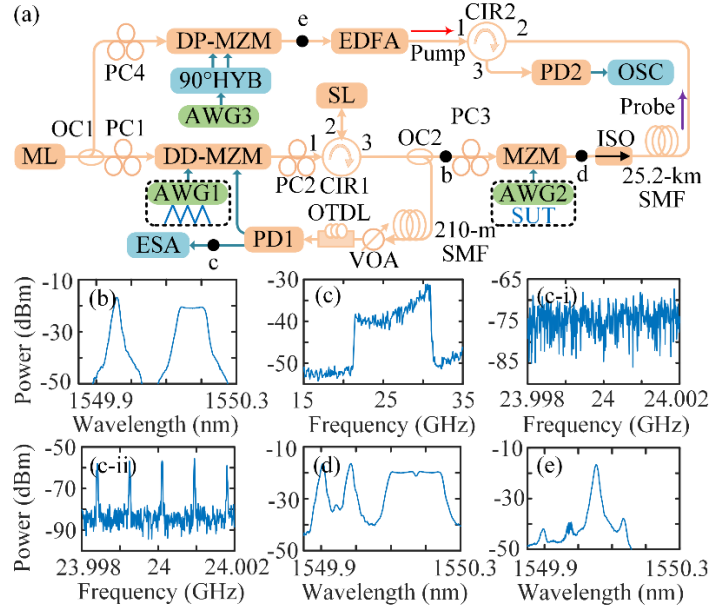 (a)
DP-MZM
e
EDFA
1
CIR2
2
Pump
3
PC4
90°HYB
PD2
OSC
AWG3
SL
Probe
OC1
PC1
2
OC2
PC3
ISO
ML
DD-MZM
1
3
MZM
PC2
CIR1
b
d
25.2-km
SMF
AWG1
OTDL
AWG2
SUT
ESA
c
PD1
VOA
210-m
SMF
(b)
Power (dBm)
-10
-30
-50
1549.9
1550.3
Wavelength (nm)
(c)
-30
-40
-50
15
25
35
Frequency (GHz)
(c-i)
-65
-75
-85
23.998
24
24.002
Frequency (GHz)
(c-ii)
Power (dBm)
-50
-70
-90
23.998
24
24.002
Frequency (GHz)
(d)
-10
-30
-50
1549.9
1550.3
Wavelength (nm)
(e)
-10
-30
-50
1549.9
1550.3
Wavelength (nm)